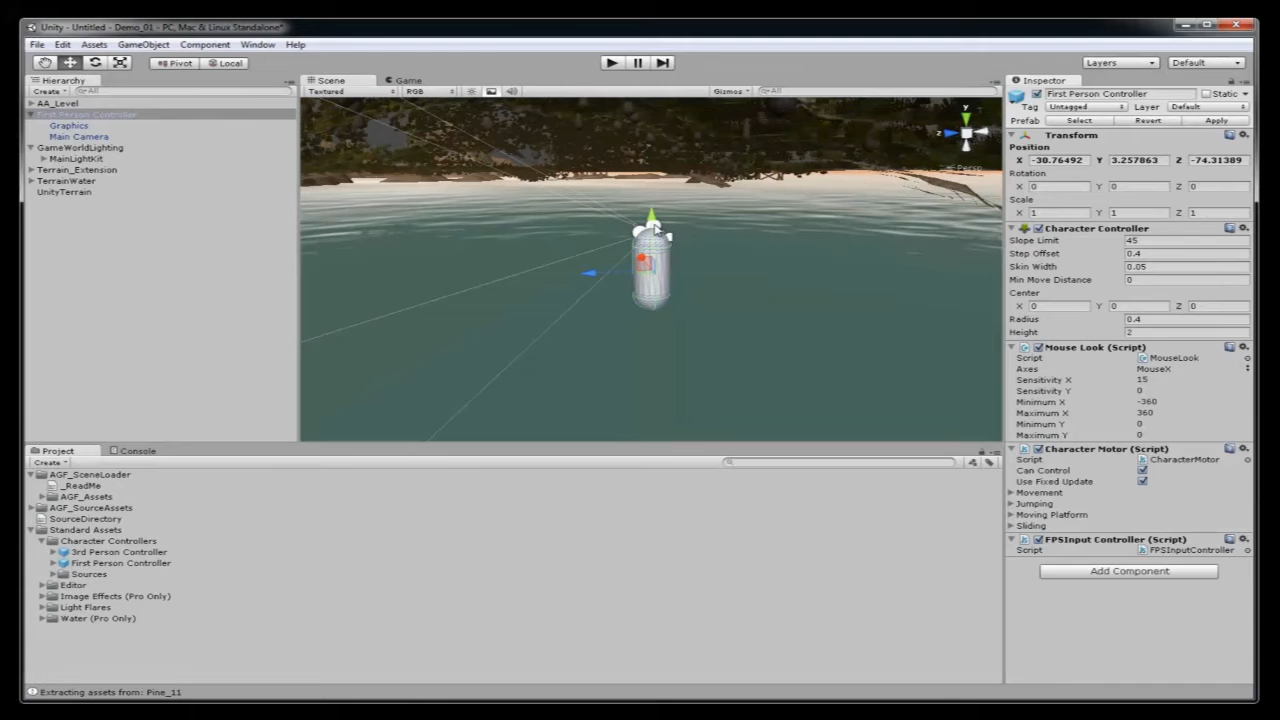 Unity - Untitled - Demo_01 - PC, Mac & Linux Standalone*
File Edit Assets GameObject Component Window Help
Pivot Local Layers Default
Hierarchy
Create All
AA_Level
First Person Controller
Graphics
Main Camera
GameWorldLighting
MainLightKit
Terrain_Extension
TerrainWater
UnityTerrain
Scene Game
Textured RGB Gizmos All
y
z
Persp
Inspector
First Person Controller Static
Tag Untagged Layer Default
Prefab Select Revert Apply
Transform
Position
X -30.76492 Y 3.257863 Z -74.31389
Rotation
X 0 Y 0 Z 0
Scale
X 1 Y 1 Z 1
Character Controller
Slope Limit 45
Step Offset 0.4
Skin Width 0.05
Min Move Distance 0
Center
X 0 Y 0 Z 0
Radius 0.4
Height 2
Mouse Look (Script)
Script MouseLook
Axes MouseX
Sensitivity X 15
Sensitivity Y 0
Minimum X -360
Maximum X 360
Minimum Y 0
Maximum Y 0
Character Motor (Script)
Script CharacterMotor
Can Control
Use Fixed Update
Movement
Jumping
Moving Platform
Sliding
FPSInput Controller (Script)
Script FPSInputController
Add Component
Project Console
Create
AGF_SceneLoader
_ReadMe
AGF_Assets
AGF_SourceAssets
SourceDirectory
Standard Assets
Character Controllers
3rd Person Controller
First Person Controller
Sources
Editor
Image Effects (Pro Only)
Light Flares
Water (Pro Only)
Extracting assets from: Pine_11